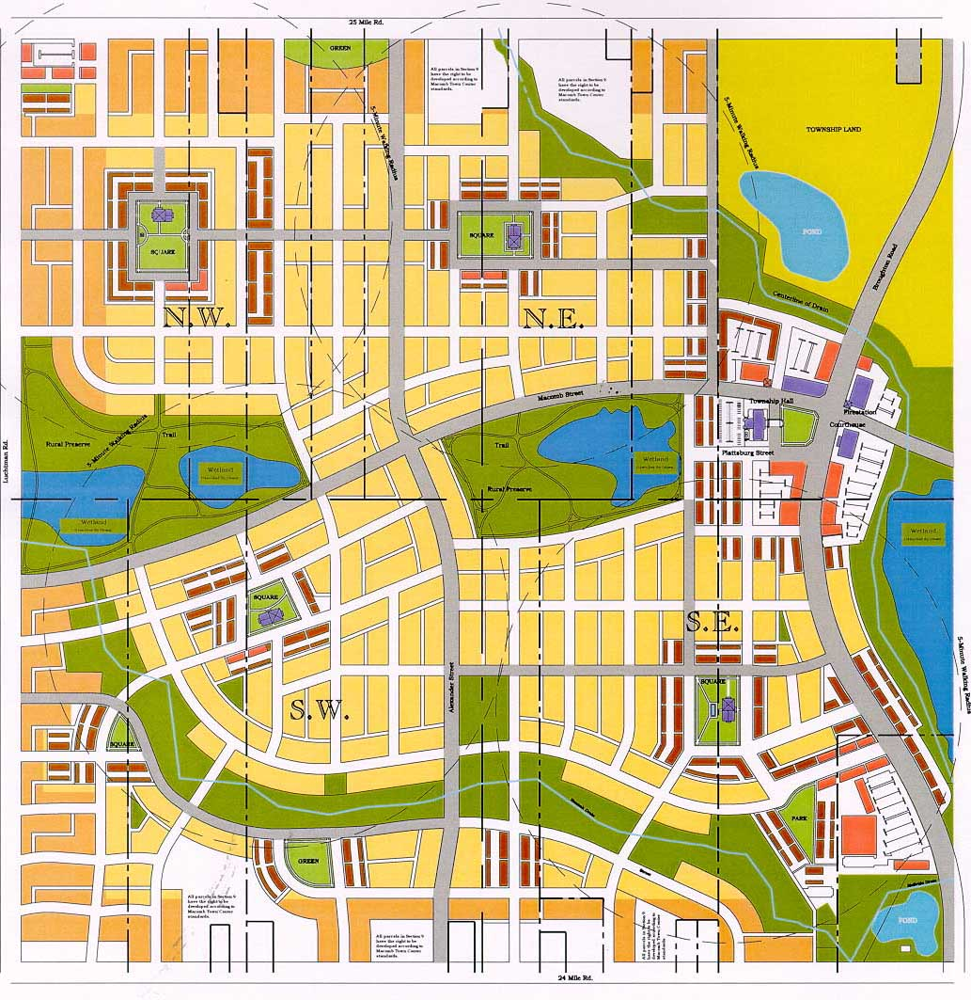 25 Mile Rd.
GREEN
All parcels in Section 9
have the right to be
developed according to
Macomb Town Center
standards.
All parcels in Section 9
have the right to be
developed according to
Macomb Town Center
standards.
5-Minute Walking Radius
5-Minute Walking Radius
TOWNSHIP LAND
POND
SQUARE
SQUARE
Broughton Road
Centerline of Drain
N.W.
N.E.
Macomb Street
Township Hall
Firestation
Courthouse
Plattsburg Street
Luchtman Rd.
Rural Preserve
5-Minute Walking Radius
Trail
Wetland
Trail
Wetland
Rural Preserve
Wetland
Wetland
SQUARE
S.E.
5-Minute Walking Radius
Alexander Street
SQUARE
S.W.
SQUARE
PARK
GREEN
Street
All parcels in Section 9
have the right to be
developed according to
Macomb Town Center
standards.
All parcels in Section 9
have the right to be
developed according to
Macomb Town Center
standards.
All parcels in Section 9
have the right to be
developed according to
Macomb Town Center
standards.
Drain
POND
24 Mile Rd.